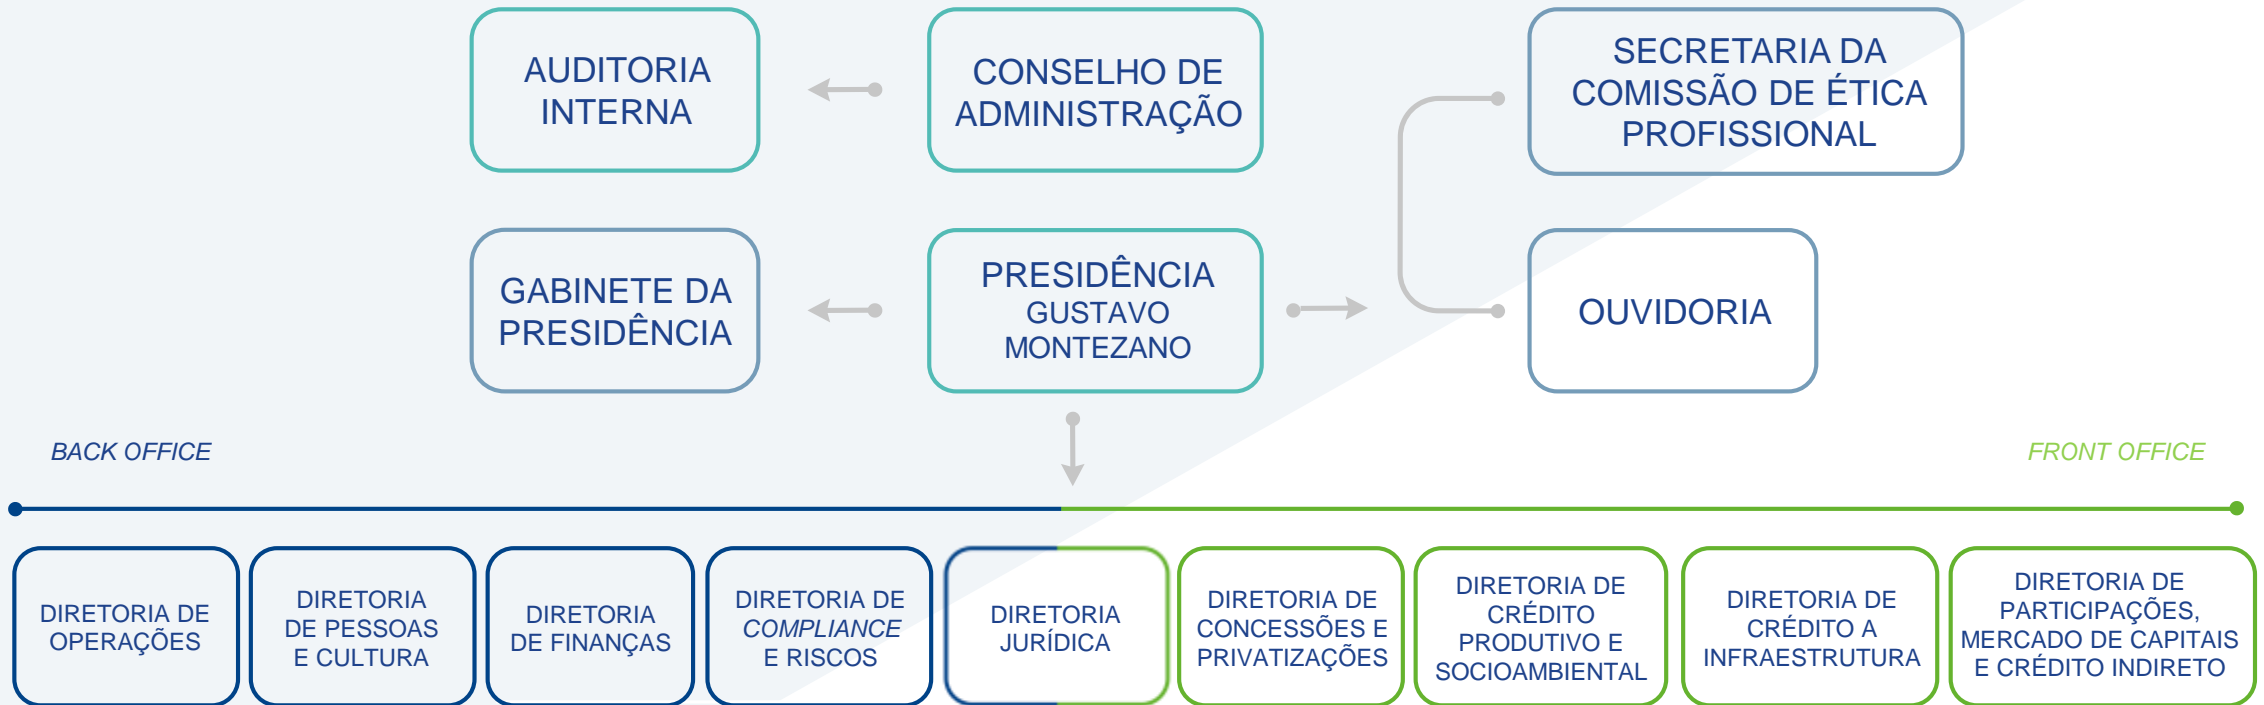 AUDITORIA
INTERNA
CONSELHO DE
ADMINISTRAÇÃO
SECRETARIA DA
COMISSÃO DE ÉTICA
PROFISSIONAL
GABINETE DA
PRESIDÊNCIA
PRESIDÊNCIA
GUSTAVO
MONTEZANO
OUVIDORIA
BACK OFFICE
FRONT OFFICE
DIRETORIA DE
OPERAÇÕES
DIRETORIA
DE PESSOAS
E CULTURA
DIRETORIA
DE FINANÇAS
DIRETORIA DE
COMPLIANCE
E RISCOS
DIRETORIA
JURÍDICA
DIRETORIA DE
CONCESSÕES E
PRIVATIZAÇÕES
DIRETORIA DE
CRÉDITO
PRODUTIVO E
SOCIOAMBIENTAL
DIRETORIA DE
CRÉDITO A
INFRAESTRUTURA
DIRETORIA DE
PARTICIPAÇÕES,
MERCADO DE CAPITAIS
E CRÉDITO INDIRETO